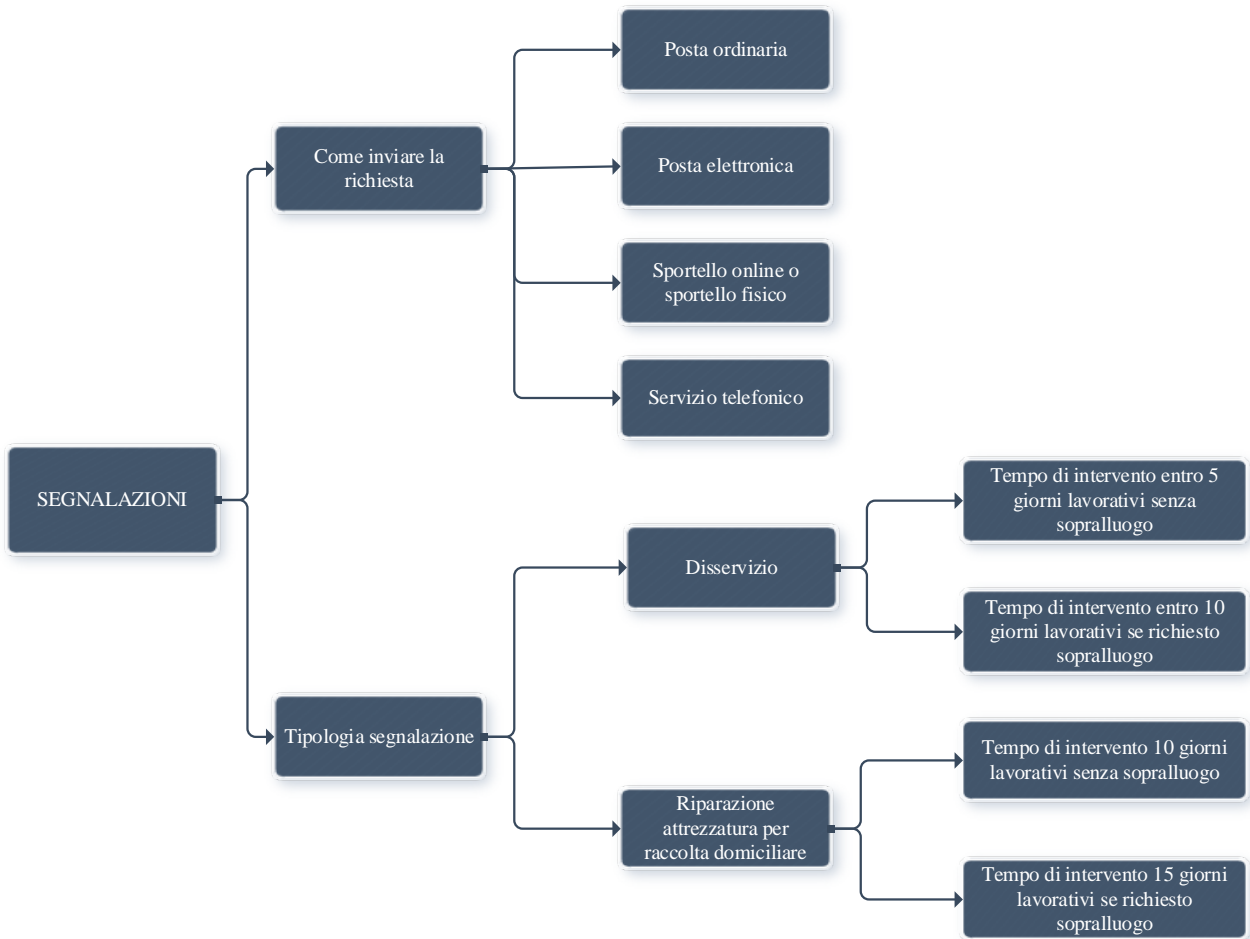 Posta ordinaria
Come inviare la
richiesta
Posta elettronica
Sportello online o
sportello fisico
Servizio telefonico
SEGNALAZIONI
Tempo di intervento entro 5
giorni lavorativi senza
sopralluogo
Disservizio
Tempo di intervento entro 10
giorni lavorativi se richiesto
sopralluogo
Tipologia segnalazione
Tempo di intervento 10 giorni
lavorativi senza sopralluogo
Riparazione
attrezzatura per
raccolta domiciliare
Tempo di intervento 15 giorni
lavorativi se richiesto
sopralluogo